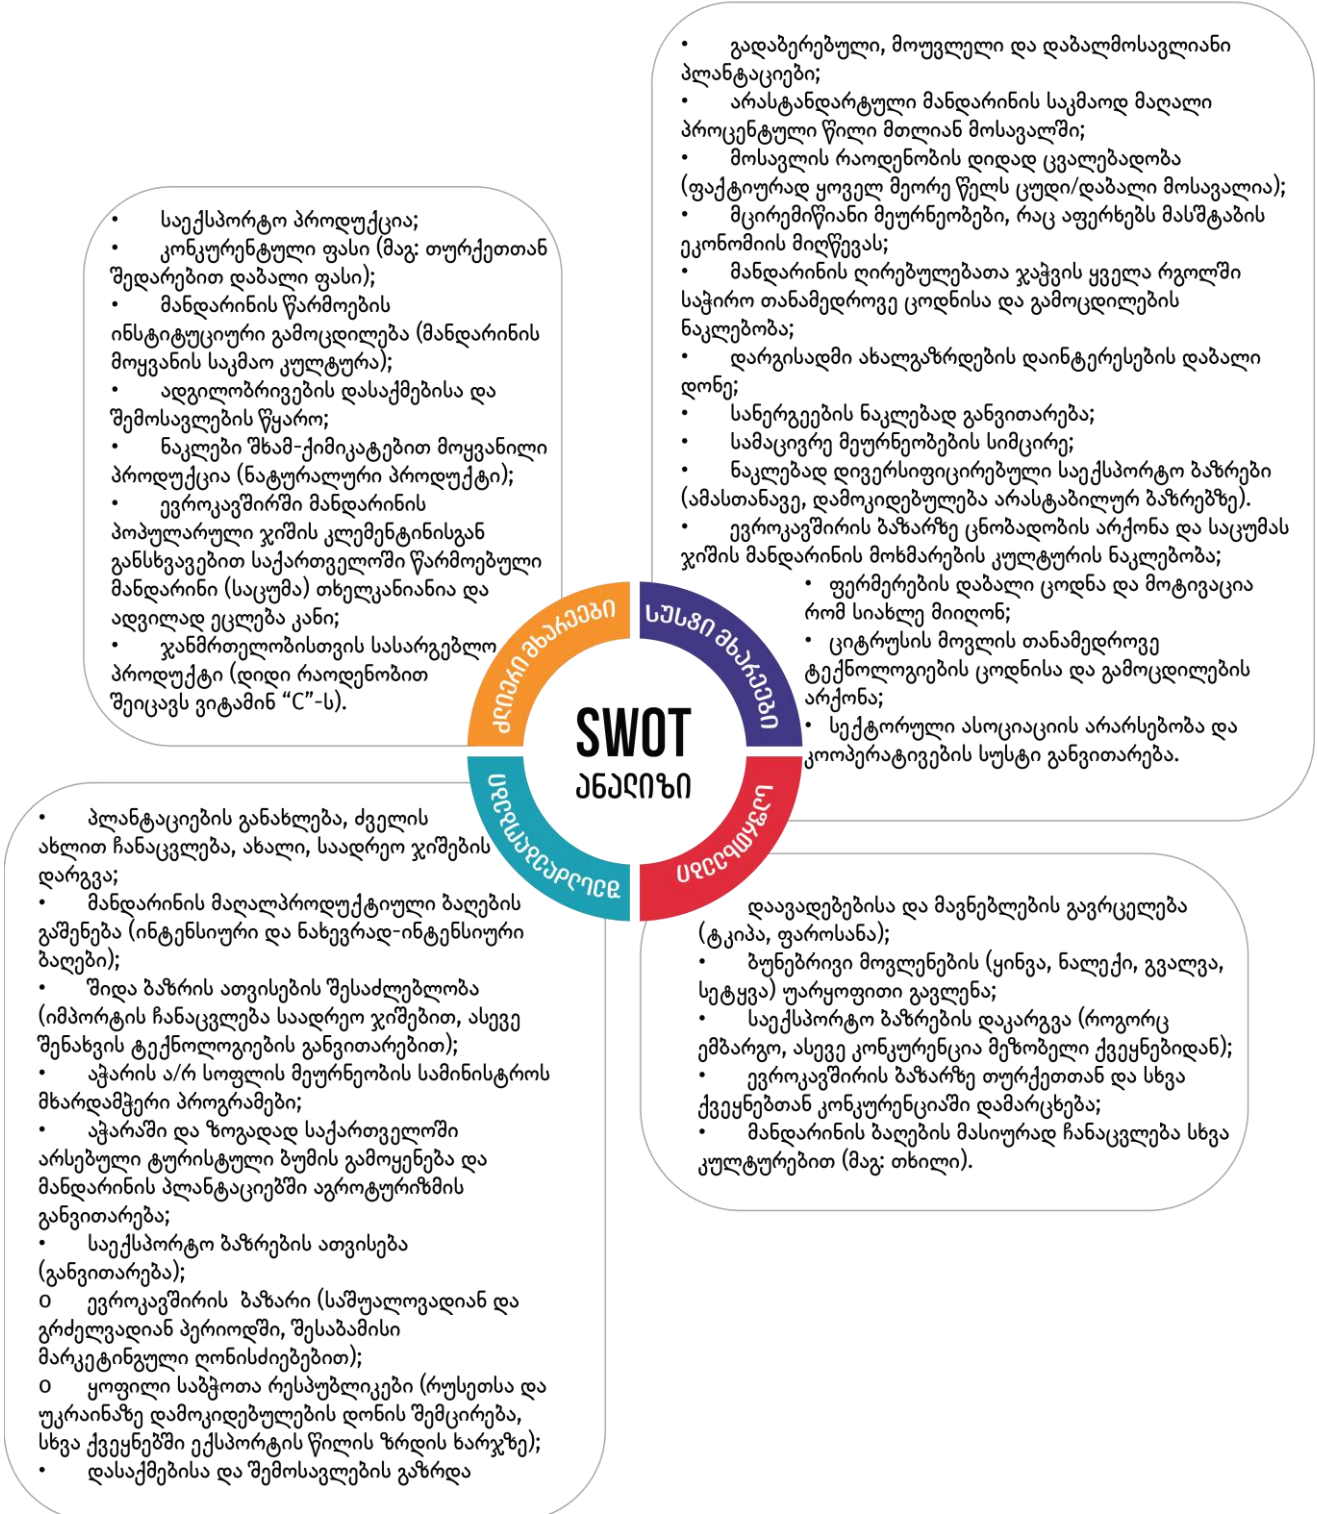 •	საექსპორტო პროდუქცია;
•	კონკურენტული ფასი (მაგ: თურქეთთან
შედარებით დაბალი ფასი);
•	მანდარინის წარმოების
ინსტიტუციური გამოცდილება (მანდარინის
მოყვანის საკმაო კულტურა);
•	ადგილობრივების დასაქმებისა და
შემოსავლების წყარო;
•	ნაკლები შხამ-ქიმიკატებით მოყვანილი
პროდუქცია (ნატურალური პროდუქტი);
•	ევროკავშირში მანდარინის
პოპულარული ჯიშის კლემენტინისგან
განსხვავებით საქართველოში წარმოებული
მანდარინი (საცუმა) თხელკანიანია და
ადვილად ეცლება კანი;
•	ჯანმრთელობისთვის სასარგებლო
პროდუქტი (დიდი რაოდენობით
შეიცავს ვიტამინ “C”-ს).
•	გადაბერებული, მოუვლელი და დაბალმოსავლიანი
პლანტაციები;
•	არასტანდარტული მანდარინის საკმაოდ მაღალი
პროცენტული წილი მთლიან მოსავალში;
•	მოსავლის რაოდენობის დიდად ცვალებადობა
(ფაქტიურად ყოველ მეორე წელს ცუდი/დაბალი მოსავალია);
•	მცირემიწიანი მეურნეობები, რაც აფერხებს მასშტაბის
ეკონომიის მიღწევას;
•	მანდარინის ღირებულებათა ჯაჭვის ყველა რგოლში
საჭირო თანამედროვე ცოდნისა და გამოცდილების
ნაკლებობა;
•	დარგისადმი ახალგაზრდების დაინტერესების დაბალი
დონე;
•	სანერგეების ნაკლებად განვითარება;
•	სამაცივრე მეურნეობების სიმცირე;
•	ნაკლებად დივერსიფიცირებული საექსპორტო ბაზრები
(ამასთანავე, დამოკიდებულება არასტაბილურ ბაზრებზე).
•	ევროკავშირის ბაზარზე ცნობადობის არქონა და საცუმას
ჯიშის მანდარინის მოხმარების კულტურის ნაკლებობა;
•	ფერმერების დაბალი ცოდნა და მოტივაცია
რომ სიახლე მიიღონ;
•	ციტრუსის მოვლის თანამედროვე
ტექნოლოგიების ცოდნისა და გამოცდილების
არქონა;
•	სექტორული ასოციაციის არარსებობა და
კოოპერატივების სუსტი განვითარება.
ძლიერი მხარეები
სუსტი მხარეები
SWOT
ანალიზი
შესაძლებლობები
საფრთხეები
•	პლანტაციების განახლება, ძველის
ახლით ჩანაცვლება, ახალი, საადრეო ჯიშების
დარგვა;
•	მანდარინის მაღალპროდუქტიული ბაღების
გაშენება (ინტენსიური და ნახევრად-ინტენსიური
ბაღები);
•	შიდა ბაზრის ათვისების შესაძლებლობა
(იმპორტის ჩანაცვლება საადრეო ჯიშებით, ასევე
შენახვის ტექნოლოგიების განვითარებით);
•	აჭარის ა/რ სოფლის მეურნეობის სამინისტროს
მხარდამჭერი პროგრამები;
•	აჭარაში და ზოგადად საქართველოში
არსებული ტურისტული ბუმის გამოყენება და
მანდარინის პლანტაციებში აგროტურიზმის
განვითარება;
•	საექსპორტო ბაზრების ათვისება
(განვითარება);
o	ევროკავშირის ბაზარი (საშუალოვადიან და
გრძელვადიან პერიოდში, შესაბამისი
მარკეტინგული ღონისძიებებით);
o	ყოფილი საბჭოთა რესპუბლიკები (რუსეთსა და
უკრაინაზე დამოკიდებულების დონის შემცირება,
სხვა ქვეყნებში ექსპორტის წილის ზრდის ხარჯზე);
•	დასაქმებისა და შემოსავლების გაზრდა
დაავადებებისა და მავნებლების გავრცელება
(ტკიპა, ფაროსანა);
•	ბუნებრივი მოვლენების (ყინვა, ნალექი, გვალვა,
სეტყვა) უარყოფითი გავლენა;
•	საექსპორტო ბაზრების დაკარგვა (როგორც
ემბარგო, ასევე კონკურენცია მეზობელი ქვეყნებიდან);
•	ევროკავშირის ბაზარზე თურქეთთან და სხვა
ქვეყნებთან კონკურენციაში დამარცხება;
•	მანდარინის ბაღების მასიურად ჩანაცვლება სხვა
კულტურებით (მაგ: თხილი).